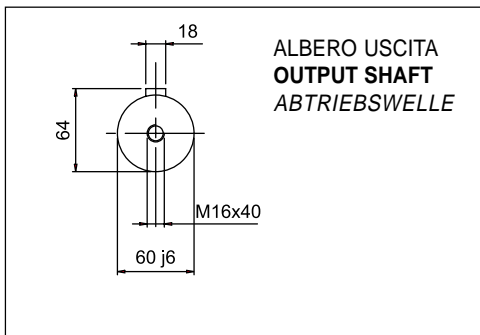 18
ALBERO USCITA
OUTPUT SHAFT
ABTRIEBSWELLE
64
M16x40
60 j6